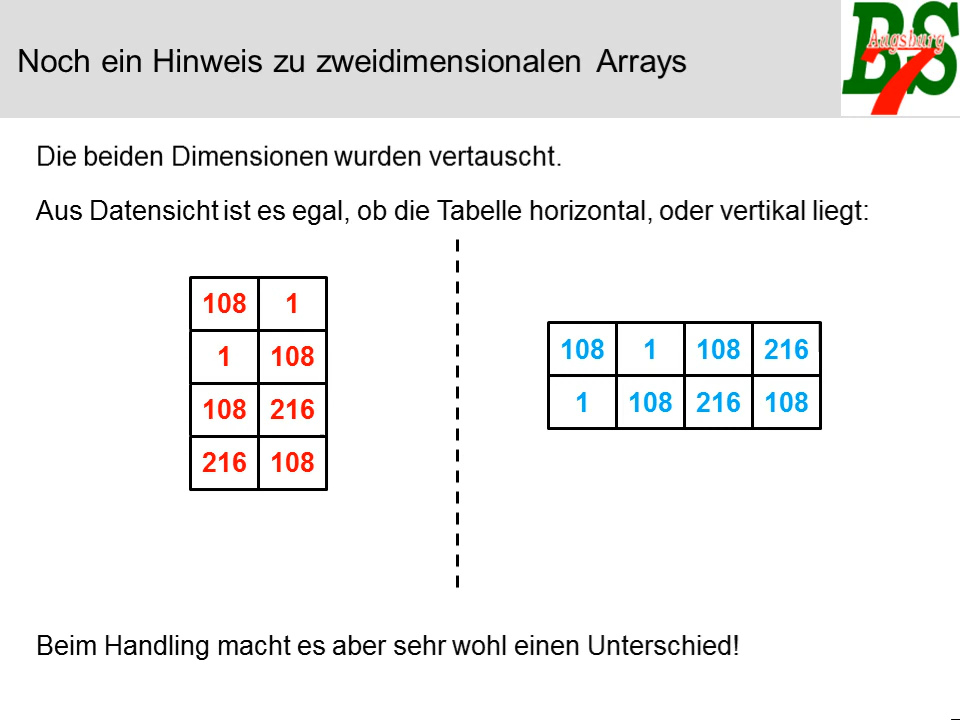 Noch ein Hinweis zu zweidimensionalen Arrays
BS
7
Augsburg
Die beiden Dimensionen wurden vertauscht.
Aus Datensicht ist es egal, ob die Tabelle horizontal, oder vertikal liegt:
108 1
1 108
108 216
216 108
108 1 108 216
1 108 216 108
Beim Handling macht es aber sehr wohl einen Unterschied!